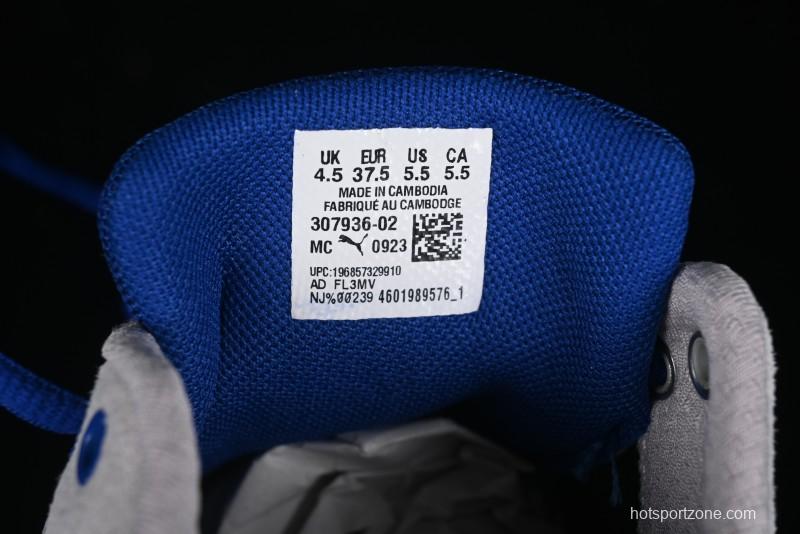 UK EUR US CA
4.5 37.5 5.5 5.5
MADE IN CAMBODIA
FABRIQUÉ AU CAMBODGE
307936-02
MC 0923
UPC:196857329910
AD FL3MV
NJ%00239 4601989576_1
hotsportzone.com